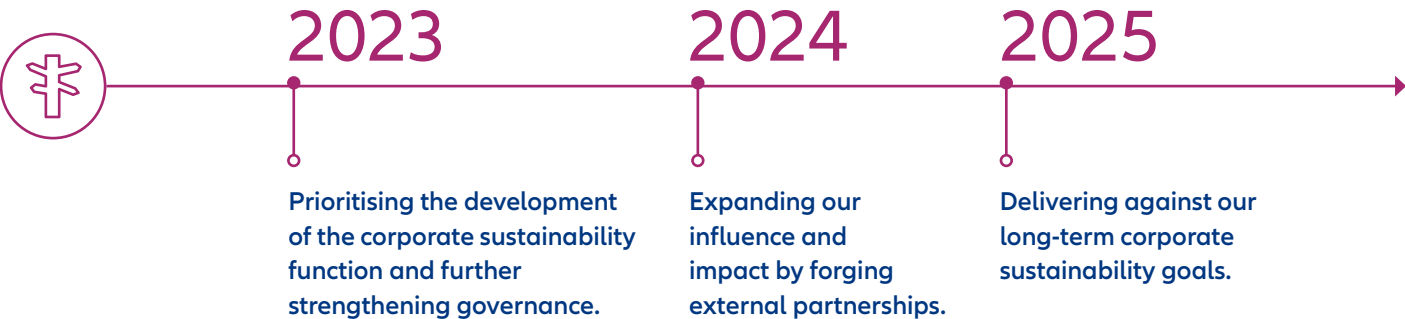 2023
Prioritising the development
of the corporate sustainability
function and further
strengthening governance.
2024
Expanding our
influence and
impact by forging
external partnerships.
2025
Delivering against our
long-term corporate
sustainability goals.